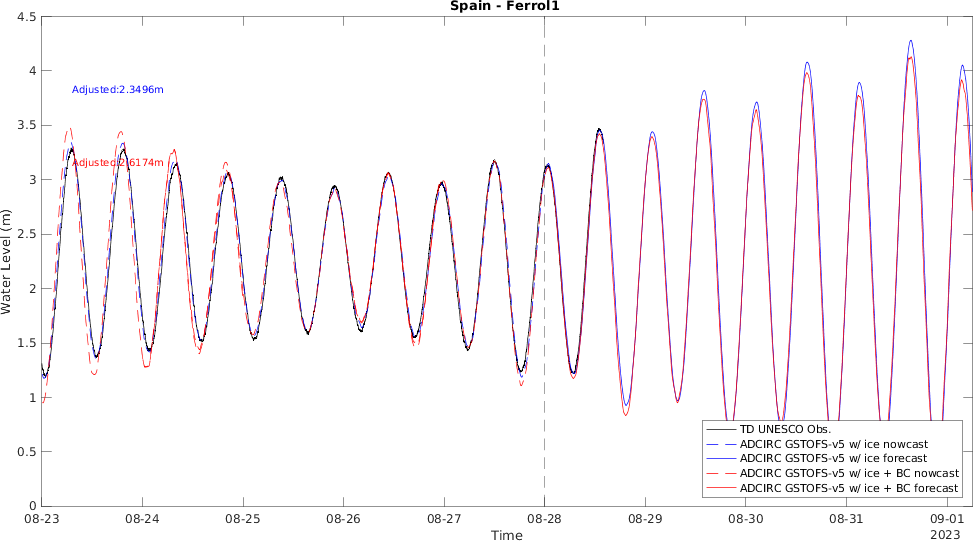 Spain - Ferrol1
4.5
4
3.5
3
2.5
2
1.5
1
0.5
0
Water Level (m)
Adjusted:2.3496m
Adjusted:2.6174m
TD UNESCO Obs.
ADCIRC GSTOFS-v5 w/ ice nowcast
ADCIRC GSTOFS-v5 w/ ice forecast
ADCIRC GSTOFS-v5 w/ ice + BC nowcast
ADCIRC GSTOFS-v5 w/ ice + BC forecast
08-23 08-24 08-25 08-26 08-27 08-28 08-29 08-30 08-31 09-01
2023
Time